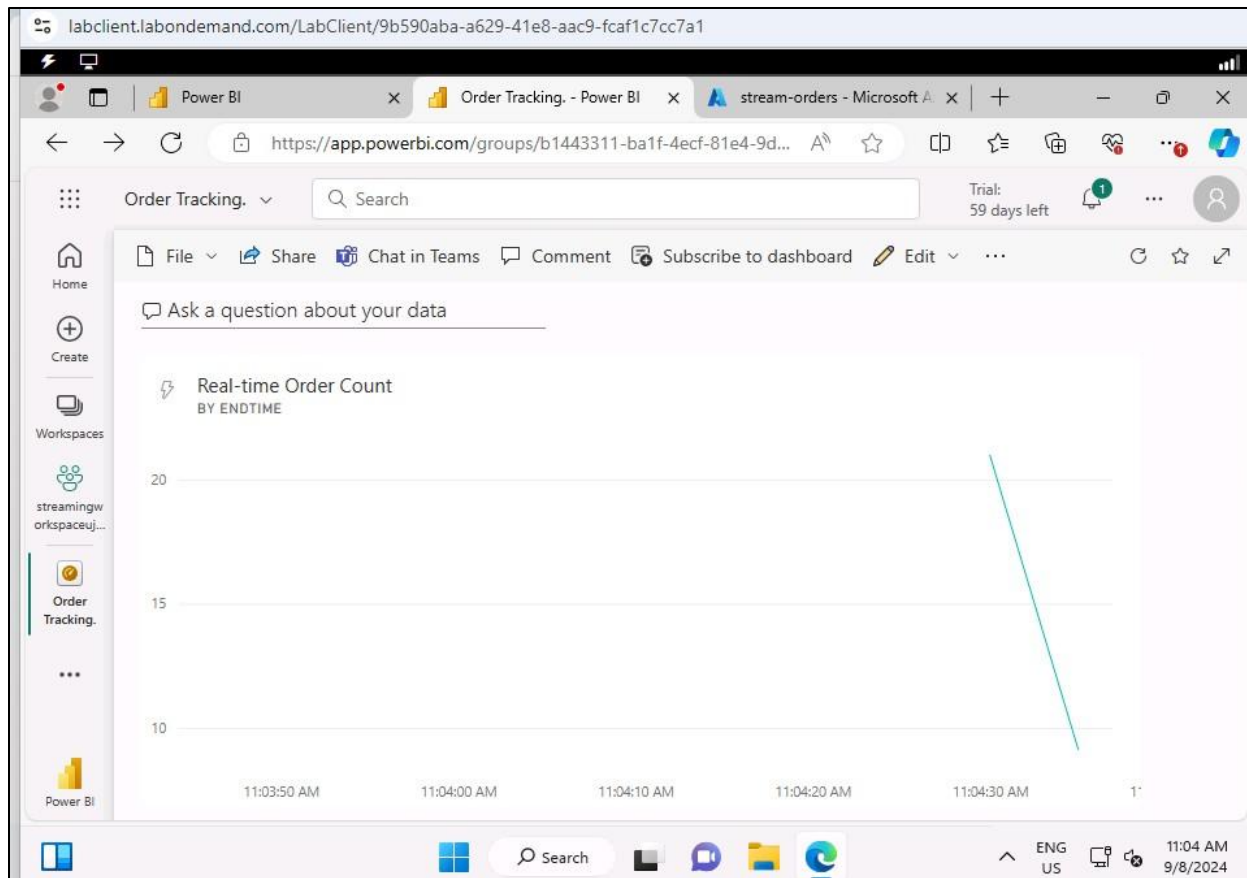 labclient.labondemand.com/LabClient/9b590aba-a629-41e8-aac9-fcaf1c7cc7a1
Power BI
Order Tracking. - Power BI
stream-orders - Microsoft A
https://app.powerbi.com/groups/b1443311-ba1f-4ecf-81e4-9d...
Order Tracking.
Search
Trial:
59 days left
1
Home
Create
Workspaces
streamingw
orkspaceuj...
Order
Tracking.
Power BI
File
Share
Chat in Teams
Comment
Subscribe to dashboard
Edit
Ask a question about your data
Real-time Order Count
BY ENDTIME
20
15
10
11:03:50 AM
11:04:00 AM
11:04:10 AM
11:04:20 AM
11:04:30 AM
Search
ENG
US
11:04 AM
9/8/2024